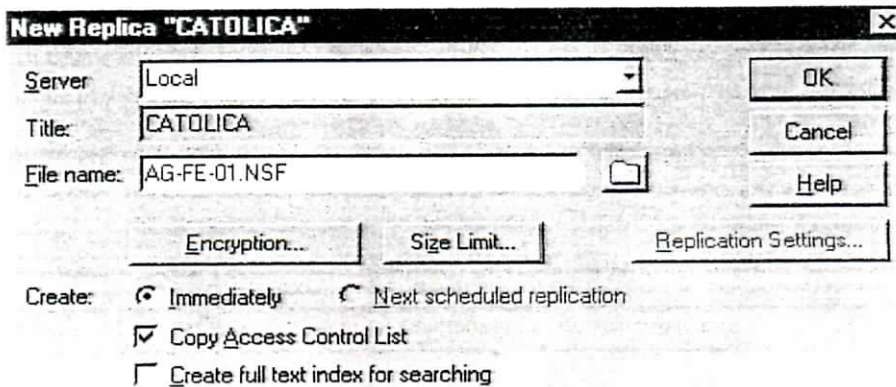 New Replica "CATOLICA"
Server Local OK
Title: CATOLICA Cancel
File name: AG-FE-01.NSF Help
Encryption... Size Limit... Replication Settings...
Create: Immediately Next scheduled replication
Copy Access Control List
Create full text index for searching